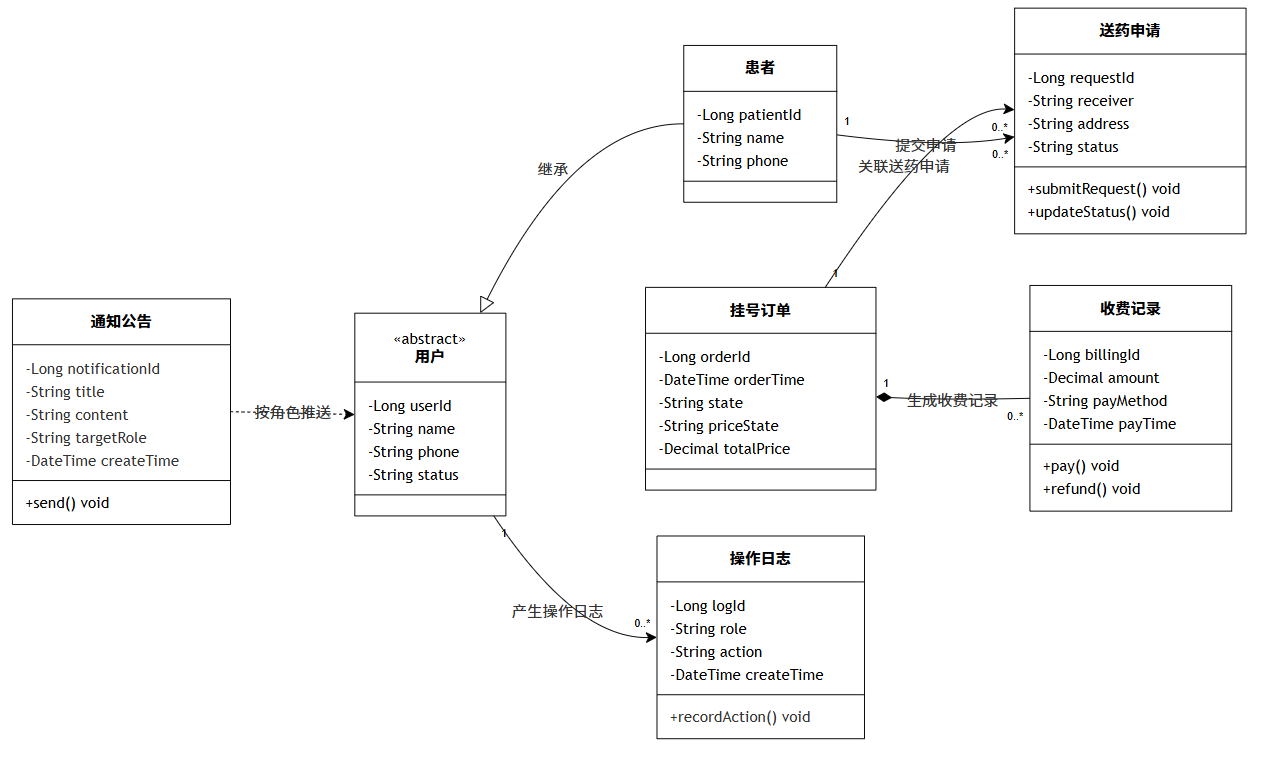 送药申请
-Long requestId
-String receiver
-String address
-String status
+submitRequest() void
+updateStatus() void
患者
-Long patientId
-String name
-String phone
1
0..*
提交申请
0..*
关联送药申请
继承
1
通知公告
-Long notificationId
-String title
-String content
-String targetRole
-DateTime createTime
+send() void
按角色推送
«abstract»
用户
-Long userId
-String name
-String phone
-String status
1
挂号订单
-Long orderId
-DateTime orderTime
-String state
-String priceState
-Decimal totalPrice
1
生成收费记录
0..*
收费记录
-Long billingId
-Decimal amount
-String payMethod
-DateTime payTime
+pay() void
+refund() void
产生操作日志
0..*
操作日志
-Long logId
-String role
-String action
-DateTime createTime
+recordAction() void